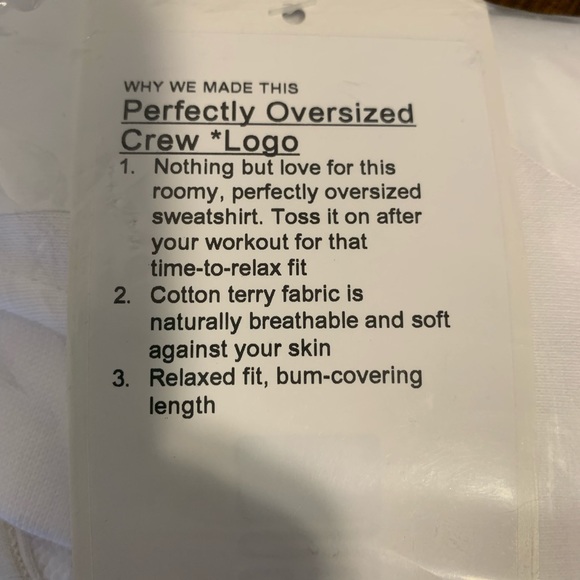 WHY WE MADE THIS
Perfectly Oversized
Crew *Logo
1. Nothing but love for this
roomy, perfectly oversized
sweatshirt. Toss it on after
your workout for that
time-to-relax fit
2. Cotton terry fabric is
naturally breathable and soft
against your skin
3. Relaxed fit, bum-covering
length